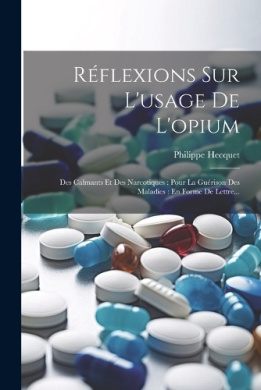 Réflexions Sur
L'usage De
L'opium
Philippe Hecquet
Des Calmants Et Des Narcotiques ; Pour La Guérison Des
Maladies : En Forme De Lettre...